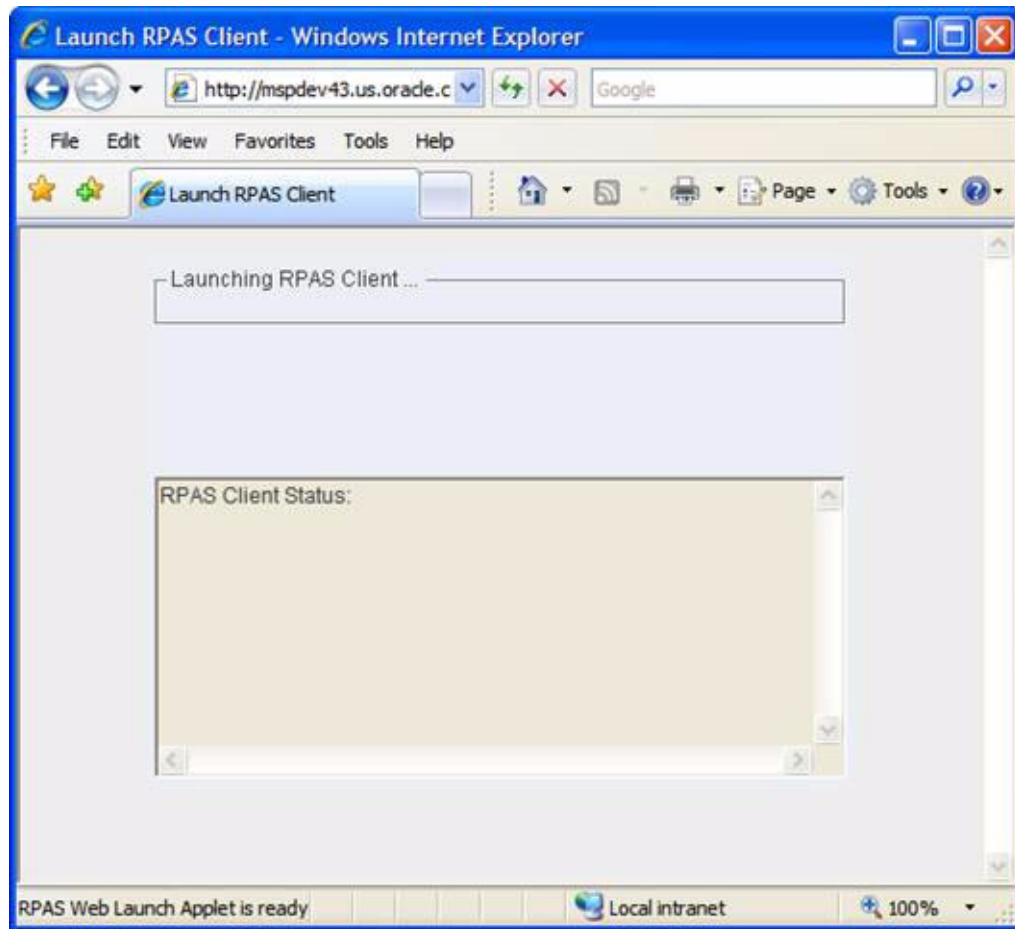 Launch RPAS Client - Windows Internet Explorer
http://mspdev43.us.oracle.c
Google
File Edit View Favorites Tools Help
Launch RPAS Client
Page
Tools
Launching RPAS Client ...
RPAS Client Status:
RPAS Web Launch Applet is ready
Local intranet
100%